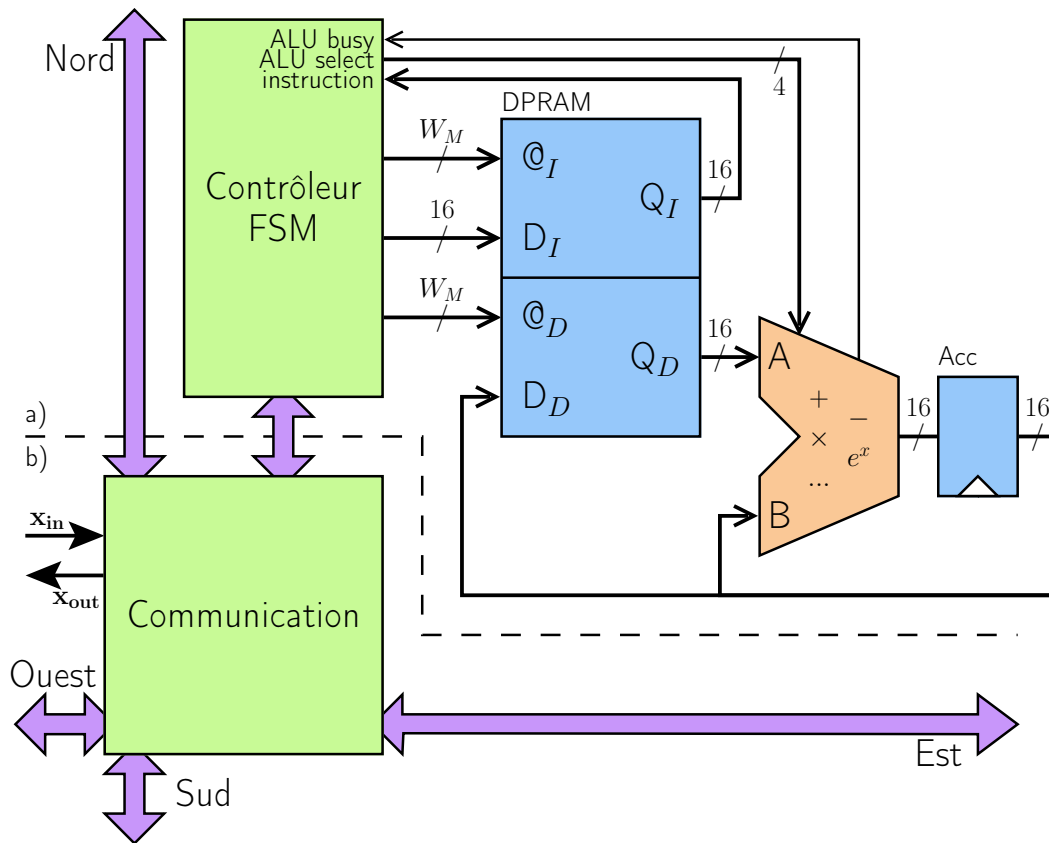 Nord
ALU busy
ALU select
instruction
4
DPRAM
W_M
@_I
Contrôleur
FSM
16
D_I
Q_I
16
W_M
@_D
Q_D
16
D_D
A
+
−
×
e^x
...
B
16
Acc
16
a)
b)
x_in
x_out
Communication
Ouest
Est
Sud